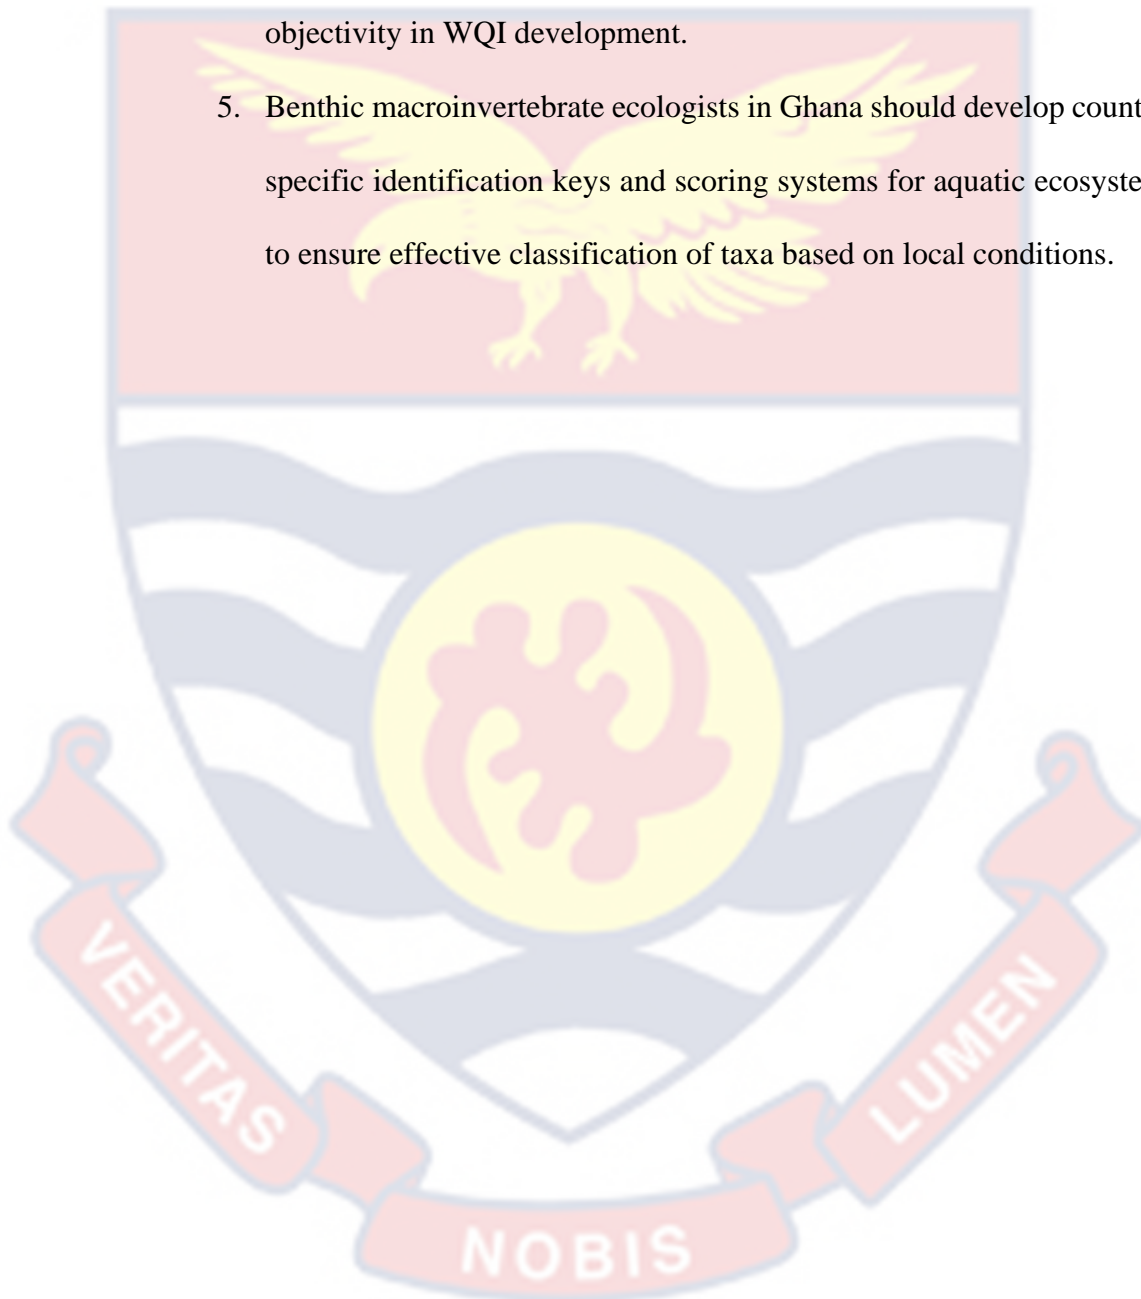 objectivity in WQI development.
5. Benthic macroinvertebrate ecologists in Ghana should develop count
specific identification keys and scoring systems for aquatic ecosyste
to ensure effective classification of taxa based on local conditions.
VERITAS
NOBIS
LUMEN